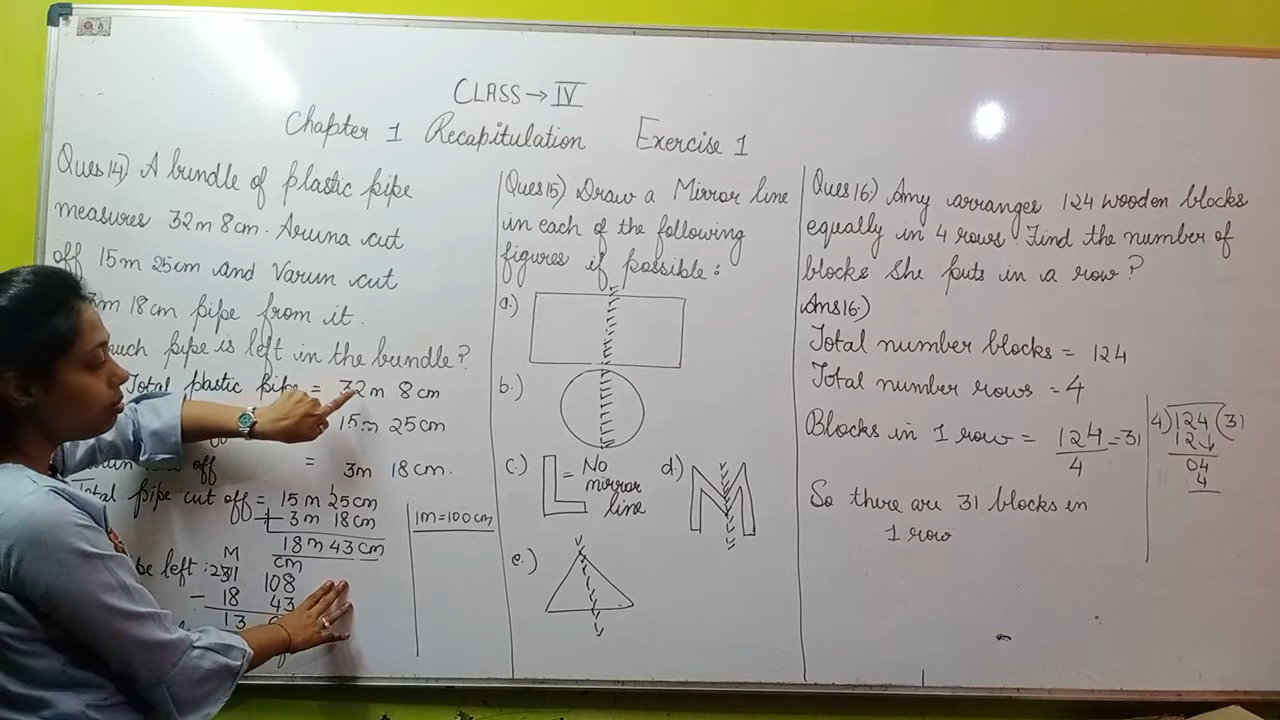 CLASS → IV
Chapter 1 Recapitulation Exercise 1
Ques 14) A bundle of plastic pipe
measures 32m 8cm. Aruna cut
off 15m 25cm and Varun cut
m 18cm pipe from it.
much pipe is left in the bundle?
Total plastic pipe = 32m 8cm
15m 25cm
off = 3m 18cm.
Total pipe cut off = 15m 25cm
+ 3m 18cm
18m 43cm
1m = 100cm
M cm
left : 31 108
- 18 43
13
Ques 15) Draw a Mirror line
in each of the following
figures if possible:
a.)
b.)
c.) L = No
mirror
line
d.) M
e.)
Ques 16.) Amy arranges 124 wooden blocks
equally in 4 rows. Find the number of
blocks she puts in a row?
Ans 16.)
Total number blocks = 124
Total number rows = 4
Blocks in 1 row = 124/4 = 31
So there are 31 blocks in
1 row
4)124(31
12↓
04
4